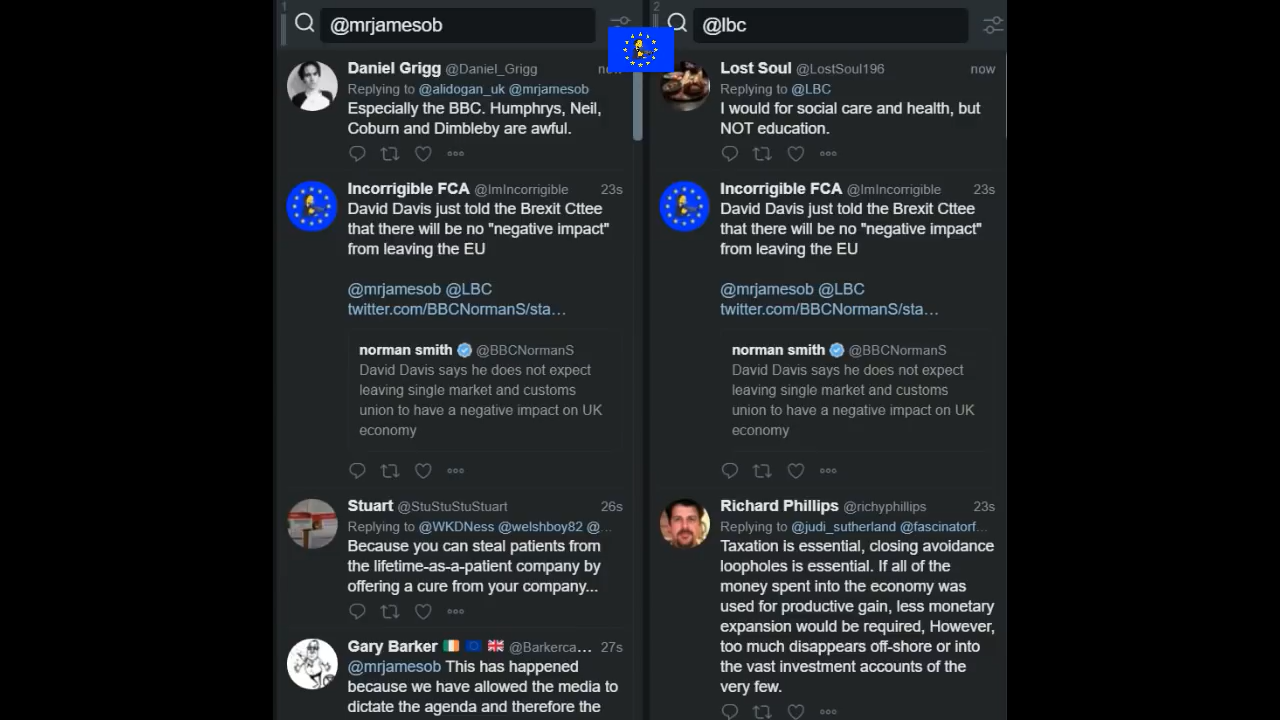 1
@mrjamesob
Daniel Grigg @Daniel_Grigg
Replying to @alidogan_uk @mrjamesob
Especially the BBC. Humphrys, Neil,
Coburn and Dimbleby are awful.
Incorrigible FCA @ImIncorrigible 23s
David Davis just told the Brexit Cttee
that there will be no "negative impact"
from leaving the EU
@mrjamesob @LBC
twitter.com/BBCNormanS/sta…
norman smith @BBCNormanS
David Davis says he does not expect
leaving single market and customs
union to have a negative impact on UK
economy
Stuart @StuStuStuStuart 26s
Replying to @WKDNess @welshboy82 @…
Because you can steal patients from
the lifetime-as-a-patient company by
offering a cure from your company...
Gary Barker @Barkerca… 27s
@mrjamesob This has happened
because we have allowed the media to
dictate the agenda and therefore the
2
@lbc
Lost Soul @LostSoul196 now
Replying to @LBC
I would for social care and health, but
NOT education.
Incorrigible FCA @ImIncorrigible 23s
David Davis just told the Brexit Cttee
that there will be no "negative impact"
from leaving the EU
@mrjamesob @LBC
twitter.com/BBCNormanS/sta…
norman smith @BBCNormanS
David Davis says he does not expect
leaving single market and customs
union to have a negative impact on UK
economy
Richard Phillips @richyphillips 23s
Replying to @judi_sutherland @fascinatorf…
Taxation is essential, closing avoidance
loopholes is essential. If all of the
money spent into the economy was
used for productive gain, less monetary
expansion would be required, However,
too much disappears off-shore or into
the vast investment accounts of the
very few.